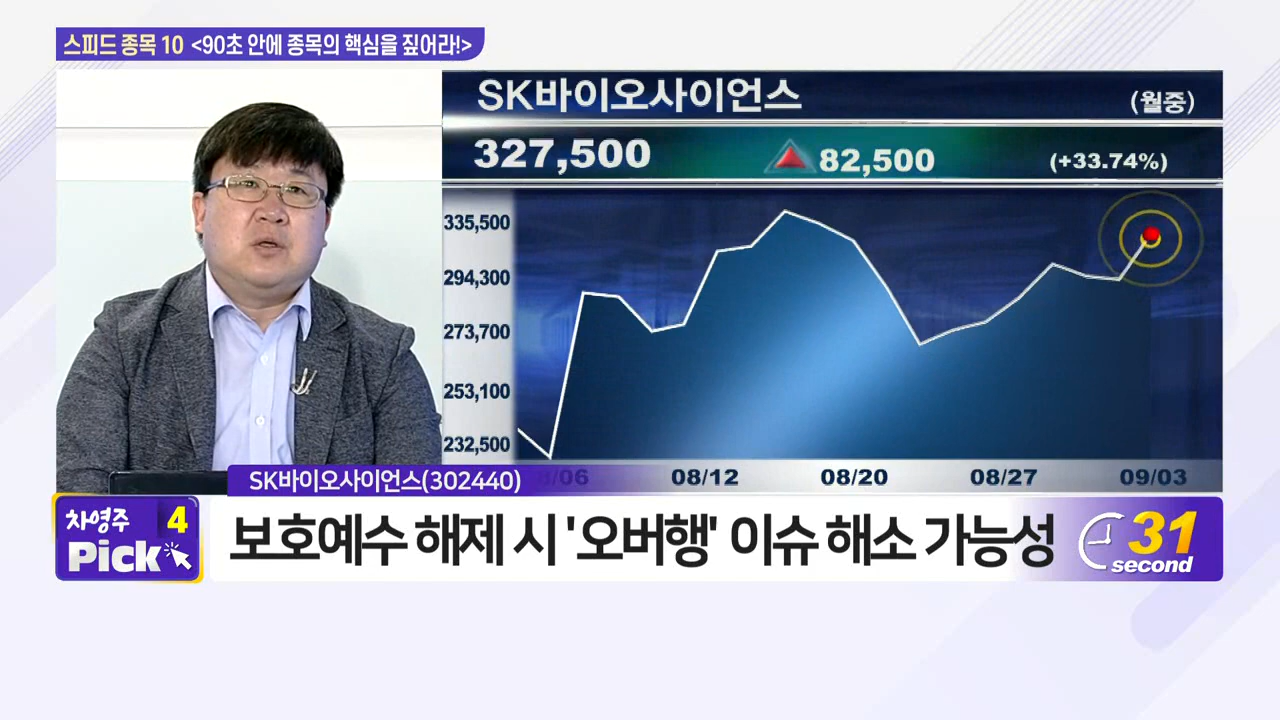 스피드 종목 10 <90초 안에 종목의 핵심을 짚어라!>
SK바이오사이언스
(월중)
327,500
82,500
(+33.74%)
335,500
294,300
273,700
253,100
232,500
/06
08/12
08/20
08/27
09/03
SK바이오사이언스(302440)
차영주 4
Pick
보호예수 해제 시 '오버행' 이슈 해소 가능성
31
second